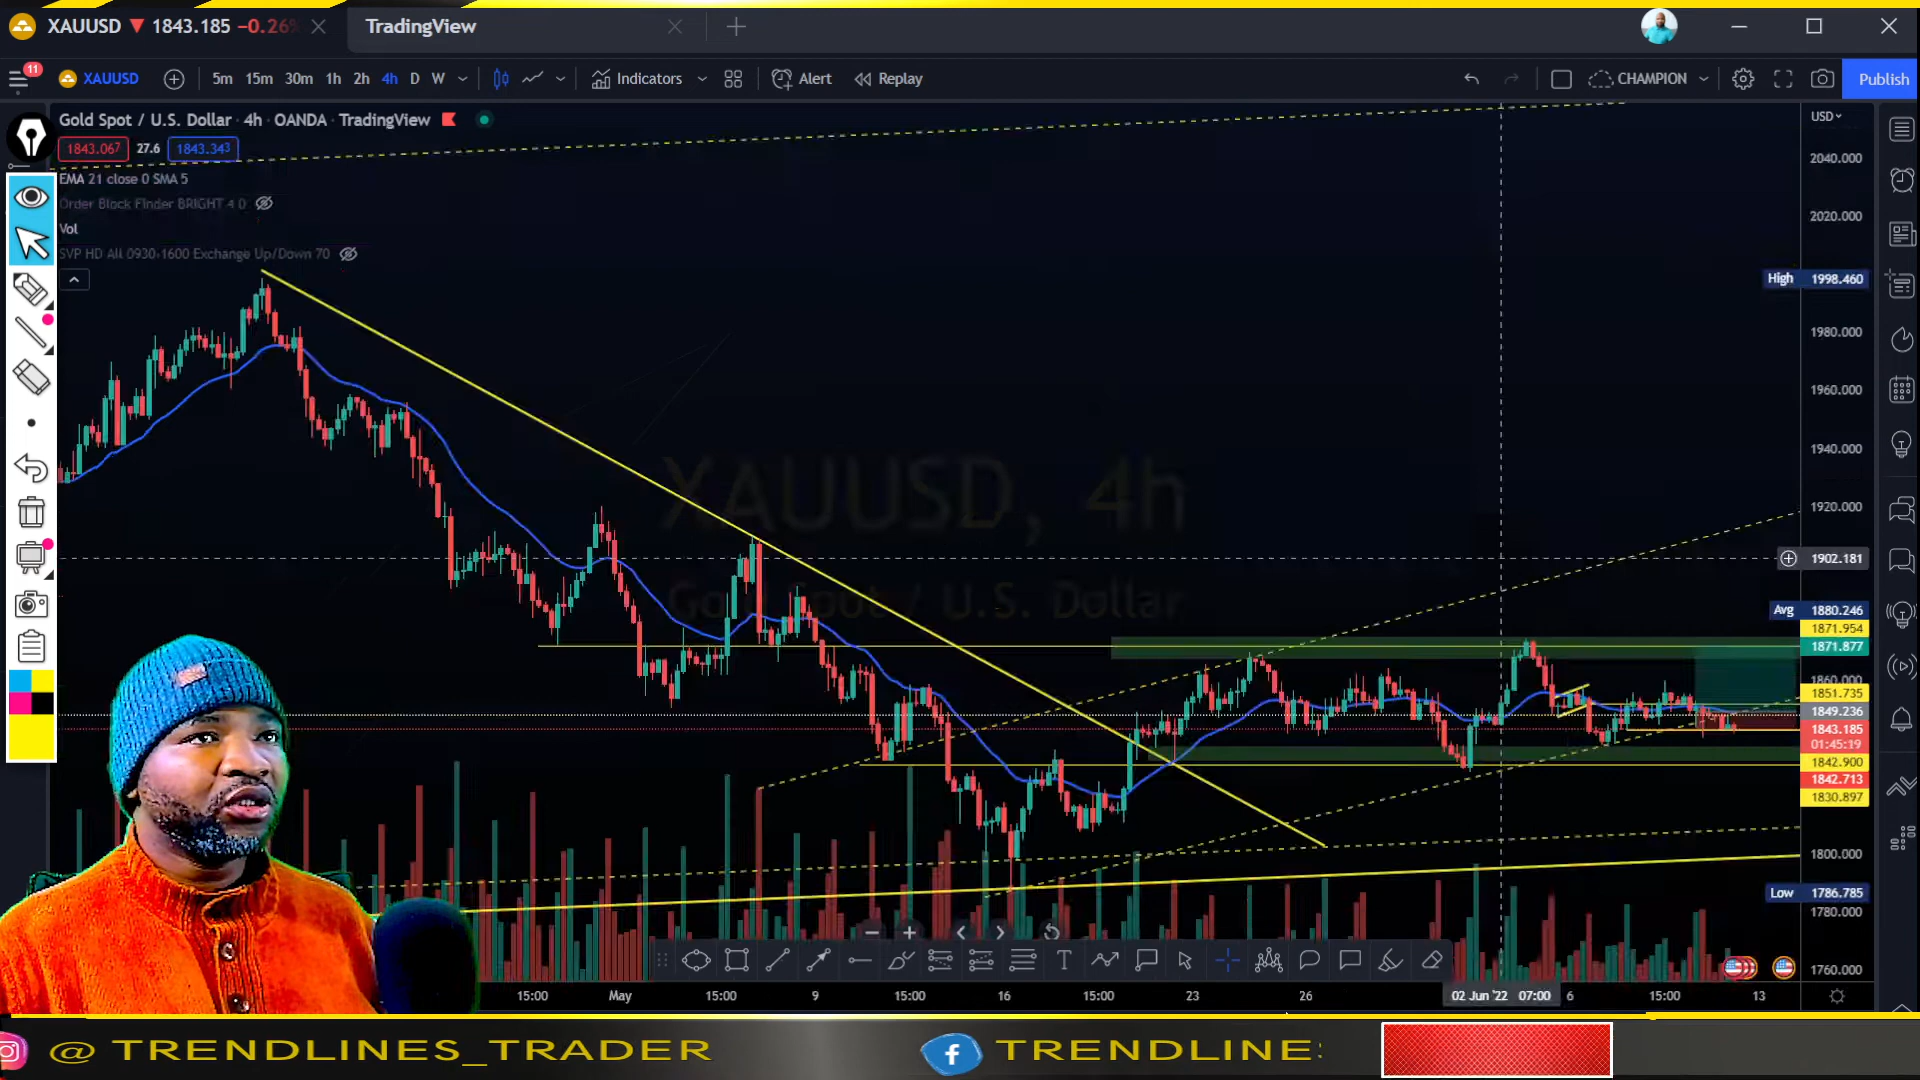 XAUUSD ▼ 1843.185 −0.26%
TradingView
11
XAUUSD 5m 15m 30m 1h 2h 4h D W Indicators Alert Replay CHAMPION Publish
Gold Spot / U.S. Dollar · 4h · OANDA · TradingView
USD
1843.067 27.6 1843.343
EMA 21 close 0 SMA 5
Order Block Finder BRIGHT 4 0
Vol
SVP HD All 0930-1600 Exchange Up/Down 70
XAUUSD, 4h
Gold Spot / U.S. Dollar
2040.000
2020.000
High 1998.460
1980.000
1960.000
1940.000
1920.000
1902.181
Avg 1880.246
1871.954
1871.877
1860.000
1851.735
1849.236
1843.185
01:45:19
1842.900
1842.713
1830.897
1800.000
Low 1786.785
1780.000
1760.000
15:00 May 15:00 9 15:00 16 15:00 23 26 02 Jun '22 07:00 6 15:00 13
@ TRENDLINES_TRADER
f TRENDLINE